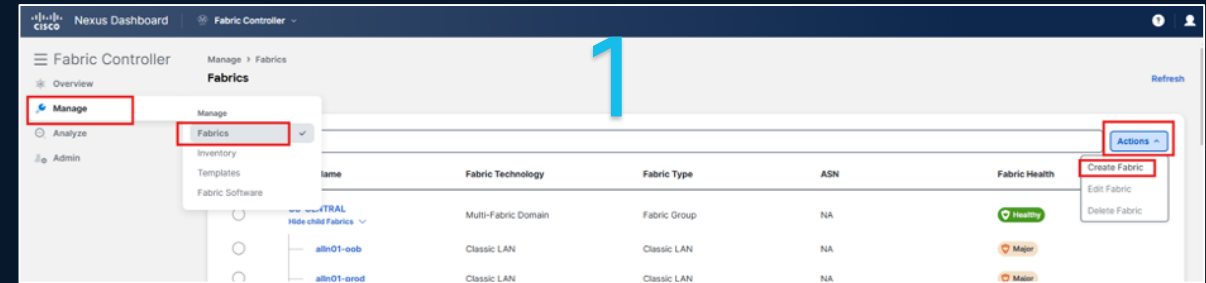 cisco Nexus Dashboard Fabric Controller
1
Fabric Controller
Overview
Manage
Analyze
Admin
Manage
Fabrics
Inventory
Templates
Fabric Software
Manage > Fabrics
Fabrics
Refresh
Actions
Create Fabric
Edit Fabric
Delete Fabric
Fabric Technology Fabric Type ASN Fabric Health
Hide child Fabrics
Multi-Fabric Domain Fabric Group NA Healthy
alln01-oob Classic LAN Classic LAN NA Major
alln01-prod Classic LAN Classic LAN NA Major